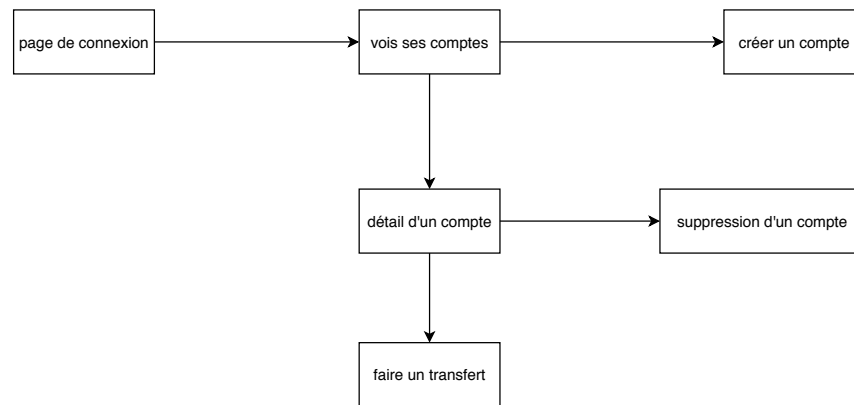 page de connexion
vois ses comptes
créer un compte
détail d'un compte
suppression d'un compte
faire un transfert